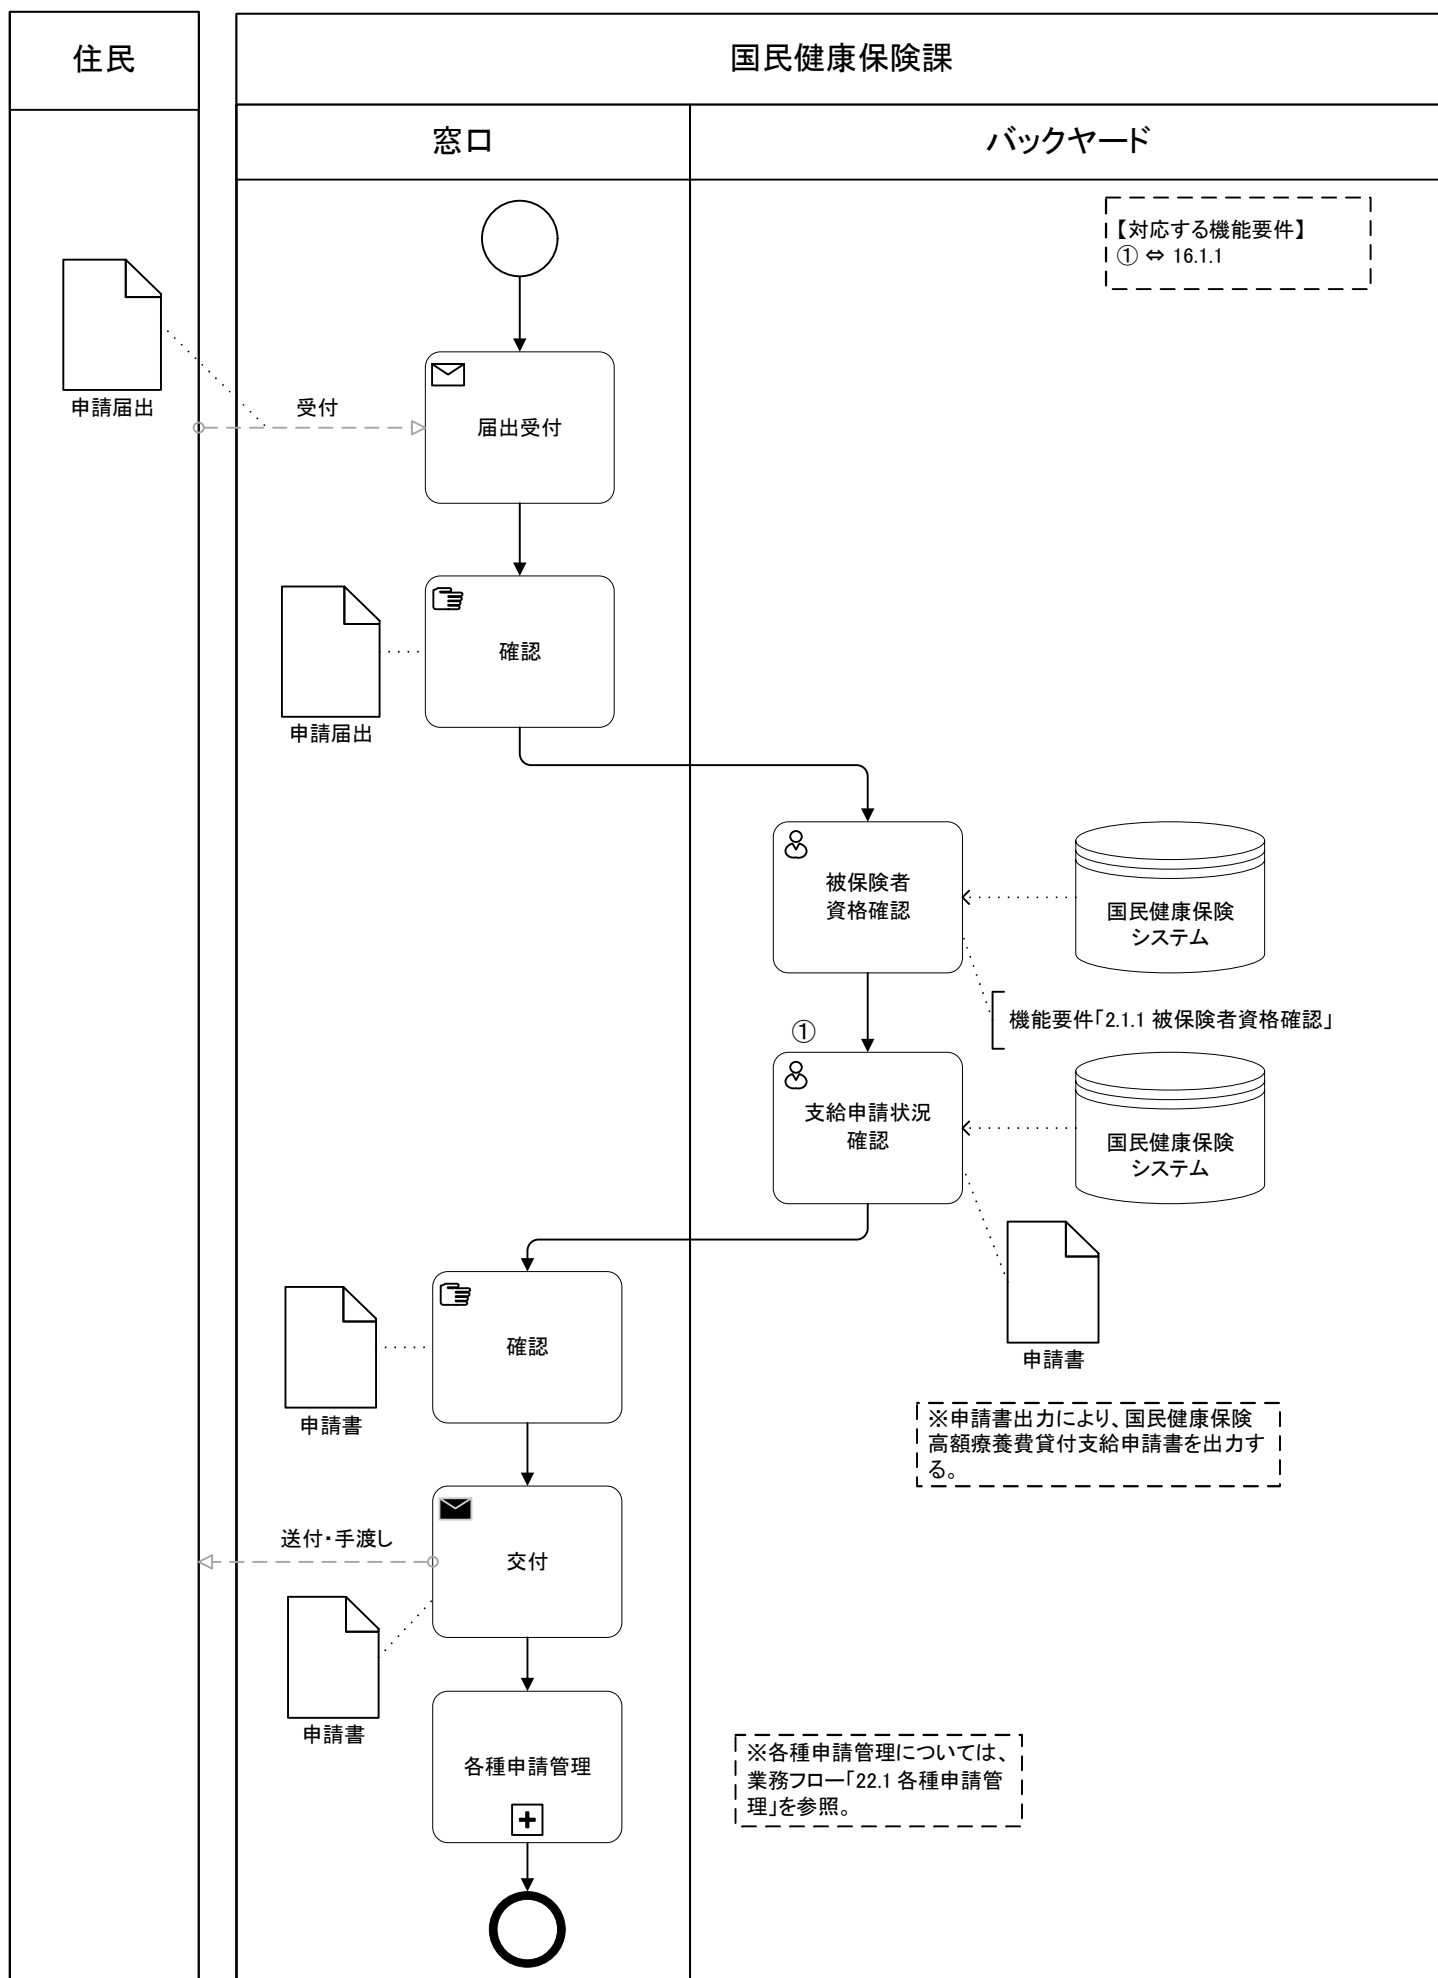 住民
国民健康保険課
窓口
バックヤード
【対応する機能要件】
① ⇔ 16.1.1
申請届出
受付
届出受付
確認
申請届出
被保険者
資格確認
国民健康保険
システム
機能要件「2.1.1 被保険者資格確認」
①
支給申請状況
確認
国民健康保険
システム
申請書
確認
申請書
※申請書出力により、国民健康保険
高額療養費貸付支給申請書を出力す
る。
送付・手渡し
交付
申請書
各種申請管理
※各種申請管理については、
業務フロー「22.1 各種申請管
理」を参照。